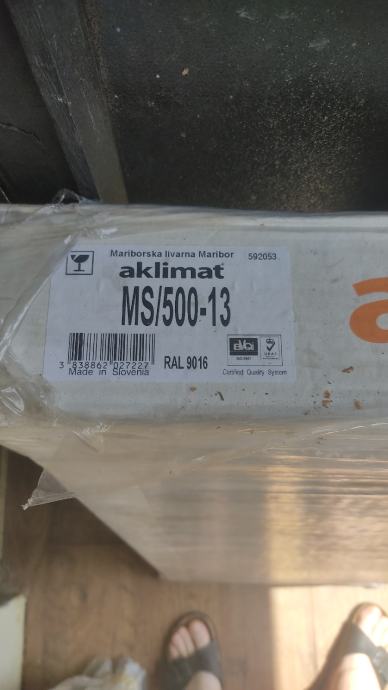 Mariborska livarna Maribor 592053
aklimat
MS/500-13
3 838862 027227
RAL 9016
Made in Slovenia
Certified Quality System